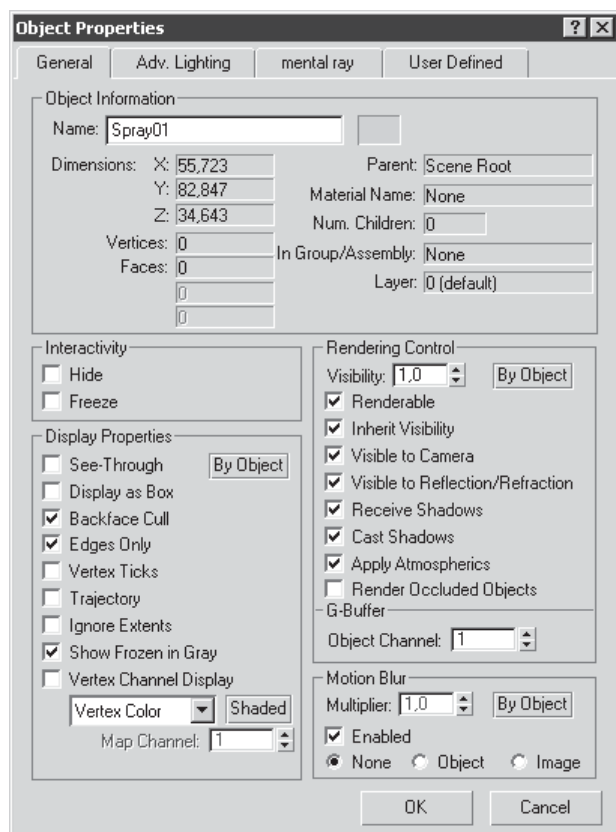 Object Properties
General Adv. Lighting mental ray User Defined
Object Information
Name: Spray01
Dimensions: X: 55,723
Y: 82,847
Z: 34,643
Vertices: 0
Faces: 0
0
0
Parent: Scene Root
Material Name: None
Num. Children: 0
In Group/Assembly: None
Layer: 0 (default)
Interactivity
Hide
Freeze
Display Properties
See-Through By Object
Display as Box
Backface Cull
Edges Only
Vertex Ticks
Trajectory
Ignore Extents
Show Frozen in Gray
Vertex Channel Display
Vertex Color Shaded
Map Channel: 1
Rendering Control
Visibility: 1,0 By Object
Renderable
Inherit Visibility
Visible to Camera
Visible to Reflection/Refraction
Receive Shadows
Cast Shadows
Apply Atmospherics
Render Occluded Objects
G-Buffer
Object Channel: 1
Motion Blur
Multiplier: 1,0 By Object
Enabled
None Object Image
OK Cancel